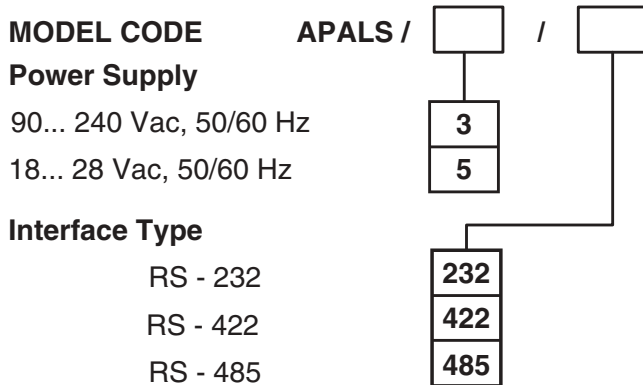 MODEL CODE APALS / /
Power Supply
90... 240 Vac, 50/60 Hz 3
18... 28 Vac, 50/60 Hz 5
Interface Type
RS - 232 232
RS - 422 422
RS - 485 485